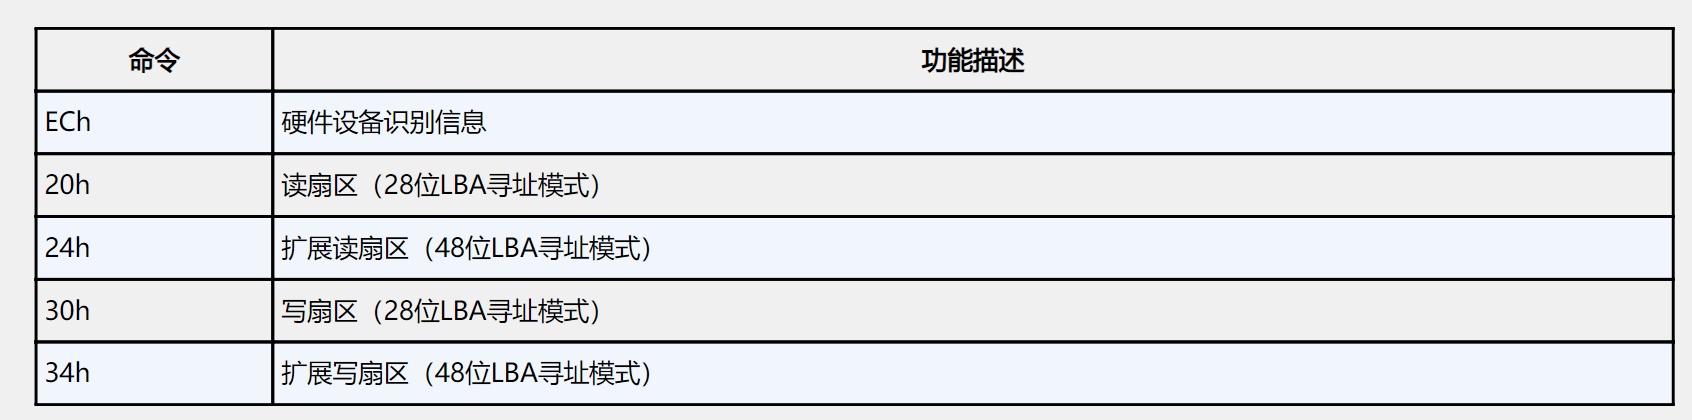 命令 功能描述
ECh 硬件设备识别信息
20h 读扇区（28位LBA寻址模式）
24h 扩展读扇区（48位LBA寻址模式）
30h 写扇区（28位LBA寻址模式）
34h 扩展写扇区（48位LBA寻址模式）